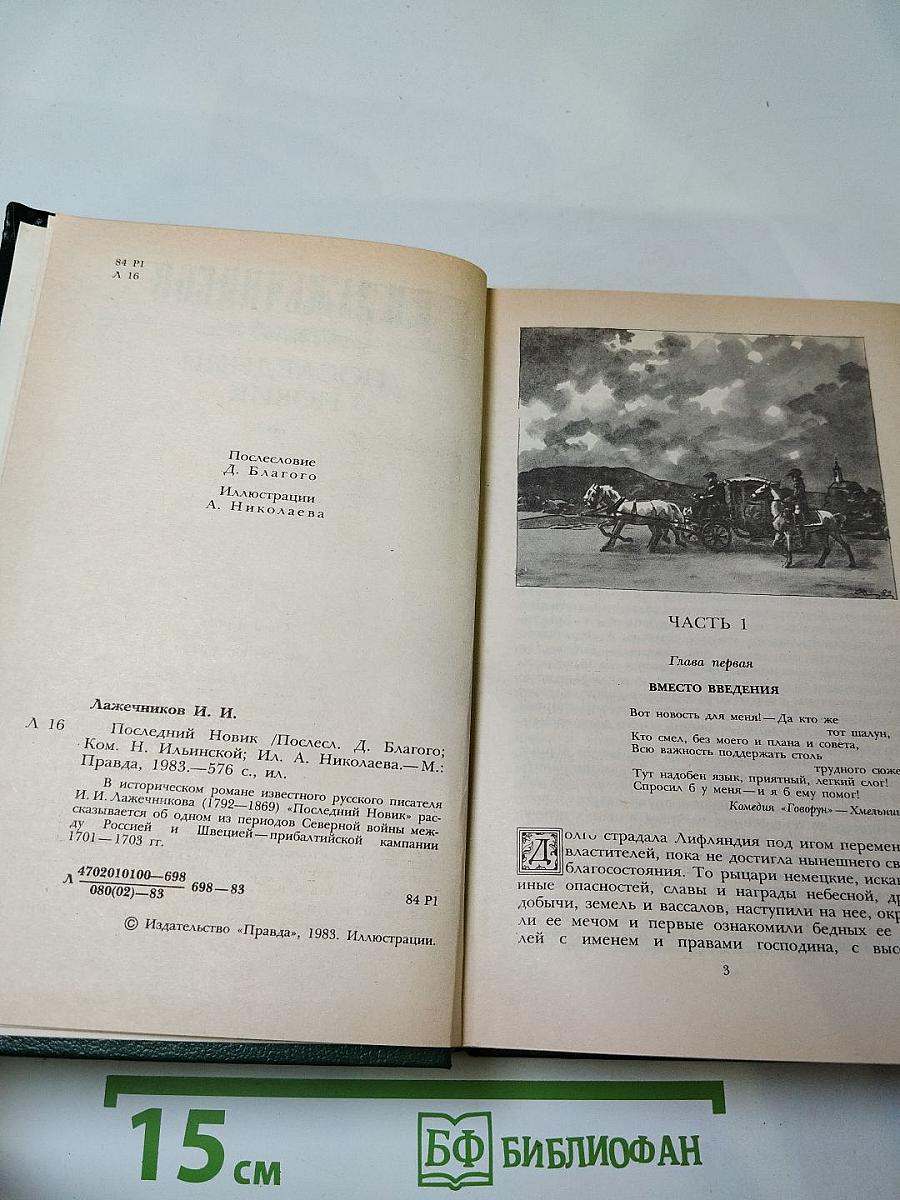 84 Р1
Л 16
Послесловие
Д. Благого
Иллюстрации
А. Николаева
Лажечников И. И.
Л 16 Последний Новик /Послесл. Д. Благого;
Ком. Н. Ильинской; Ил. А. Николаева.—М.:
Правда, 1983.—576 с., ил.
В историческом романе известного русского писателя
И. И. Лажечникова (1792—1869) «Последний Новик» рас-
сказывается об одном из периодов Северной войны меж-
ду Россией и Швецией—прибалтийской кампании
1701—1703 гг.
Л 4702010100—698
080(02)—83 698—83
84 Р1
© Издательство «Правда», 1983. Иллюстрации.
ЧАСТЬ 1
Глава первая
ВМЕСТО ВВЕДЕНИЯ
Вот новость для меня!—Да кто же
тот шалун,
Кто смел, без моего и плана и совета,
Всю важность поддержать столь
трудного сюже
Тут надобен язык, приятный, легкий слог!
Спросил б у меня—и я б ему помог!
Комедия «Говорун»—Хмельниц
Долго страдала Лифляндия под игом перемен
властителей, пока не достигла нынешнего св
благосостояния. То рыцари немецкие, иска
иные опасностей, славы и награды небесной, др
добычи, земель и вассалов, наступили на нее, окр
ли ее мечом и первые ознакомили бедных ее
лей с именем и правами господина, с высо
3
15 см
БФ БИБЛИОФАН